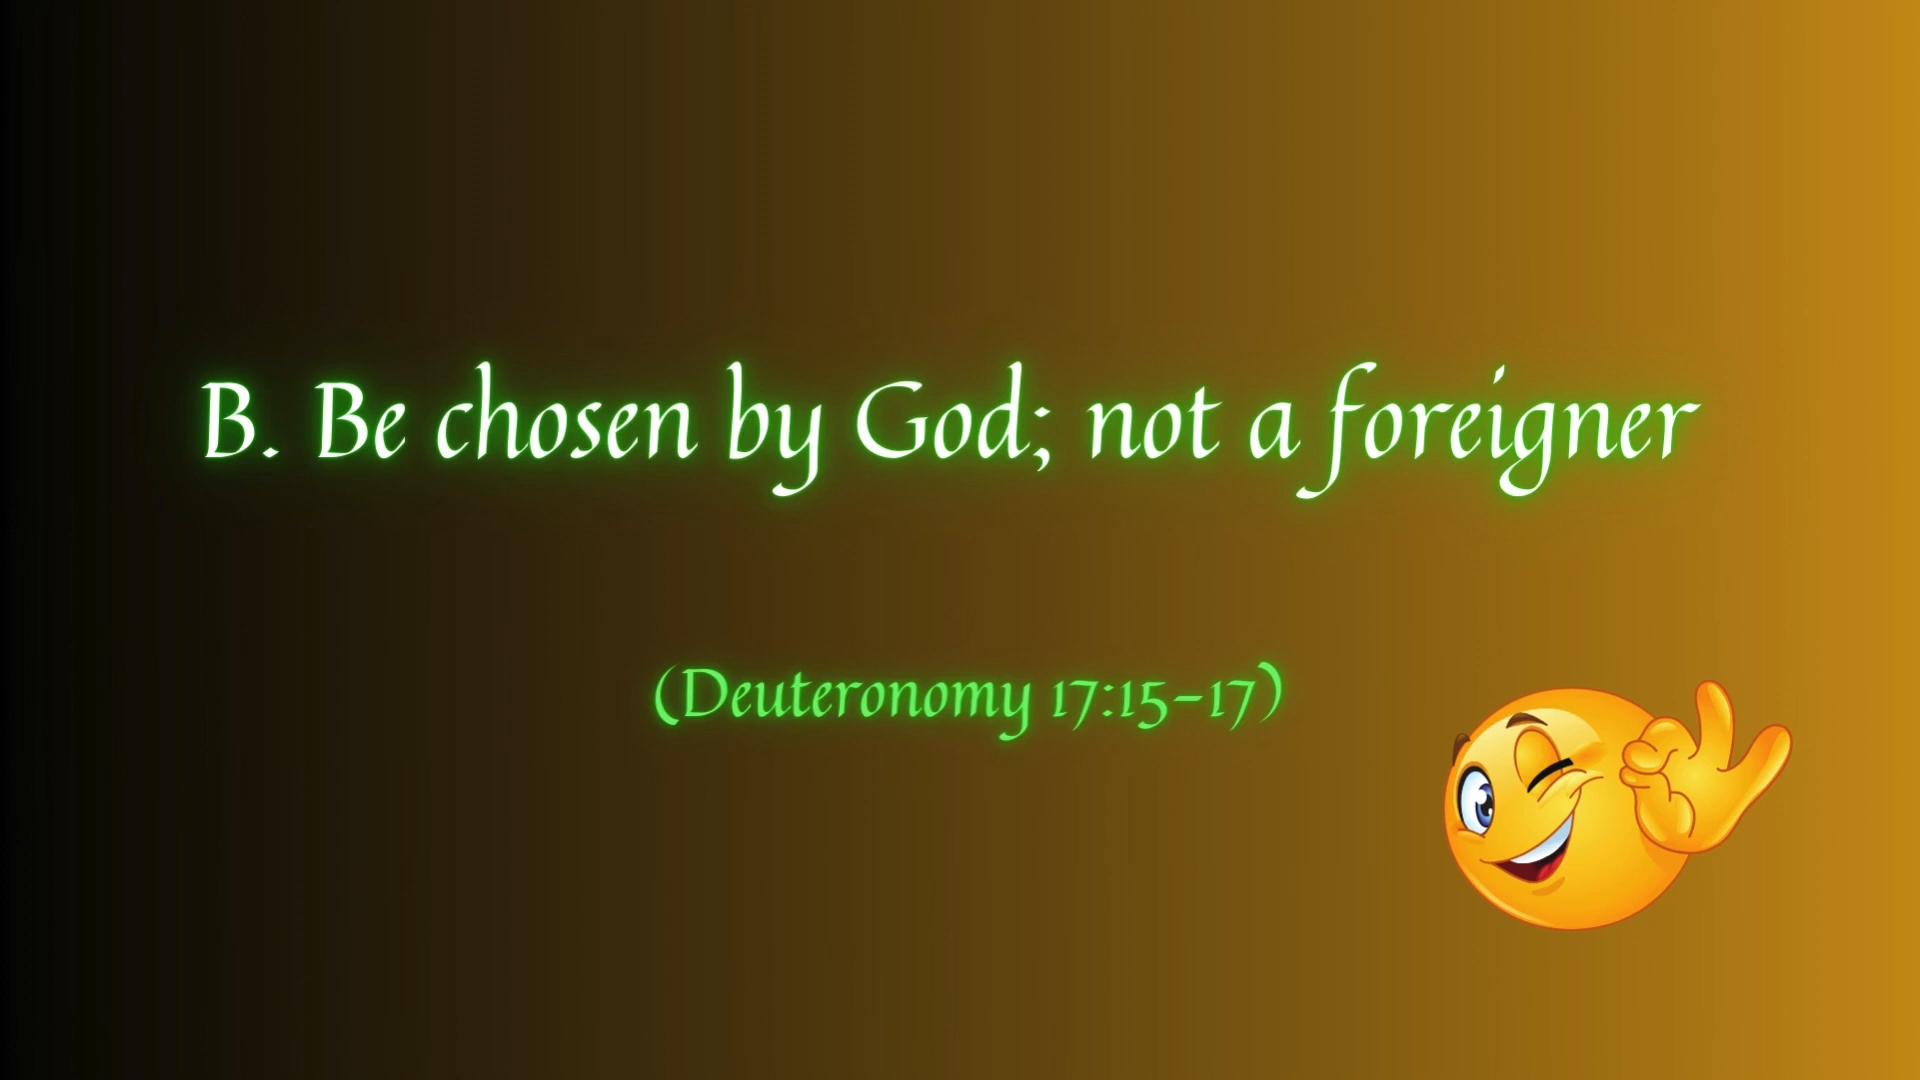 B. Be chosen by God; not a foreigner
(Deuteronomy 17:15–17)